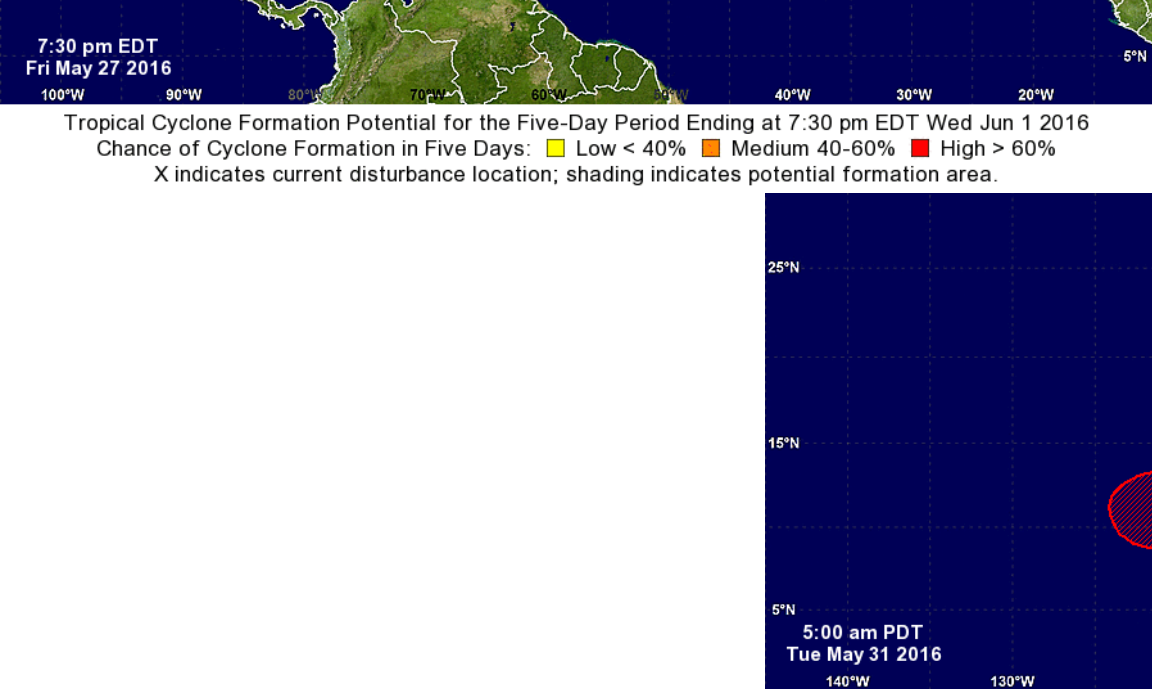 7:30 pm EDT
Fri May 27 2016
5°N
100°W 90°W 80°W 70°W 60°W 50°W 40°W 30°W 20°W
Tropical Cyclone Formation Potential for the Five-Day Period Ending at 7:30 pm EDT Wed Jun 1 2016
Chance of Cyclone Formation in Five Days: Low < 40% Medium 40-60% High > 60%
X indicates current disturbance location; shading indicates potential formation area.
25°N
15°N
5°N
5:00 am PDT
Tue May 31 2016
140°W 130°W